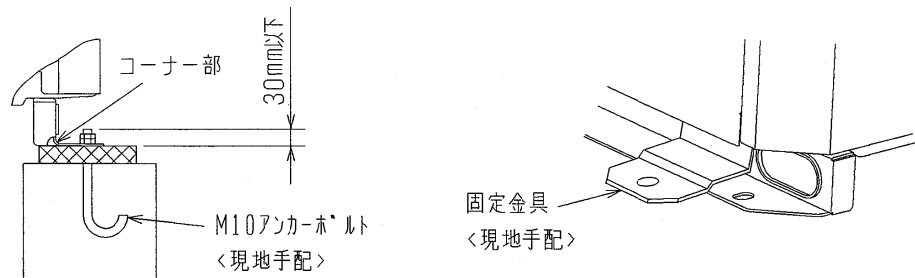 コーナー部
30mm以下
M10アンカーボルト
<現地手配>
固定金具
<現地手配>